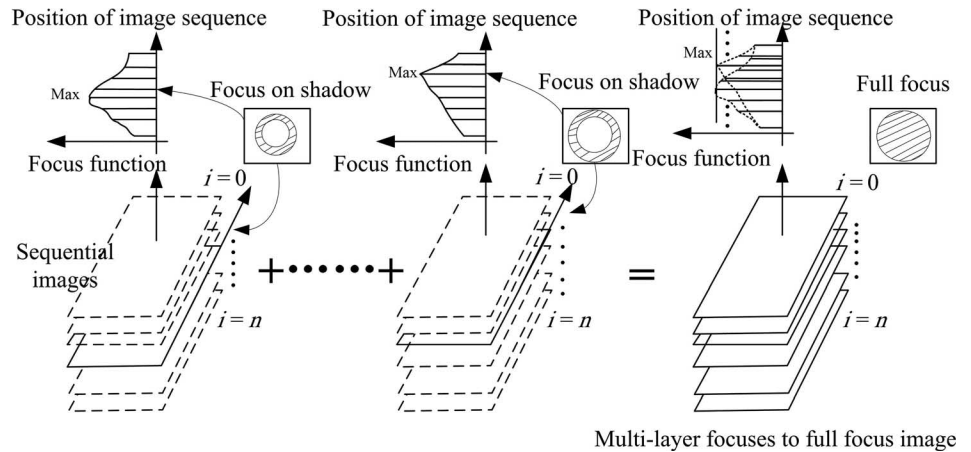 Position of image sequence
Max
Focus on shadow
Focus function
i = 0
Sequential
images
i = n
Position of image sequence
Max
Focus on shadow
Focus function
i = 0
i = n
Position of image sequence
Max
Full focus
Focus function
i = 0
i = n
+••••••+
=
Multi-layer focuses to full focus image